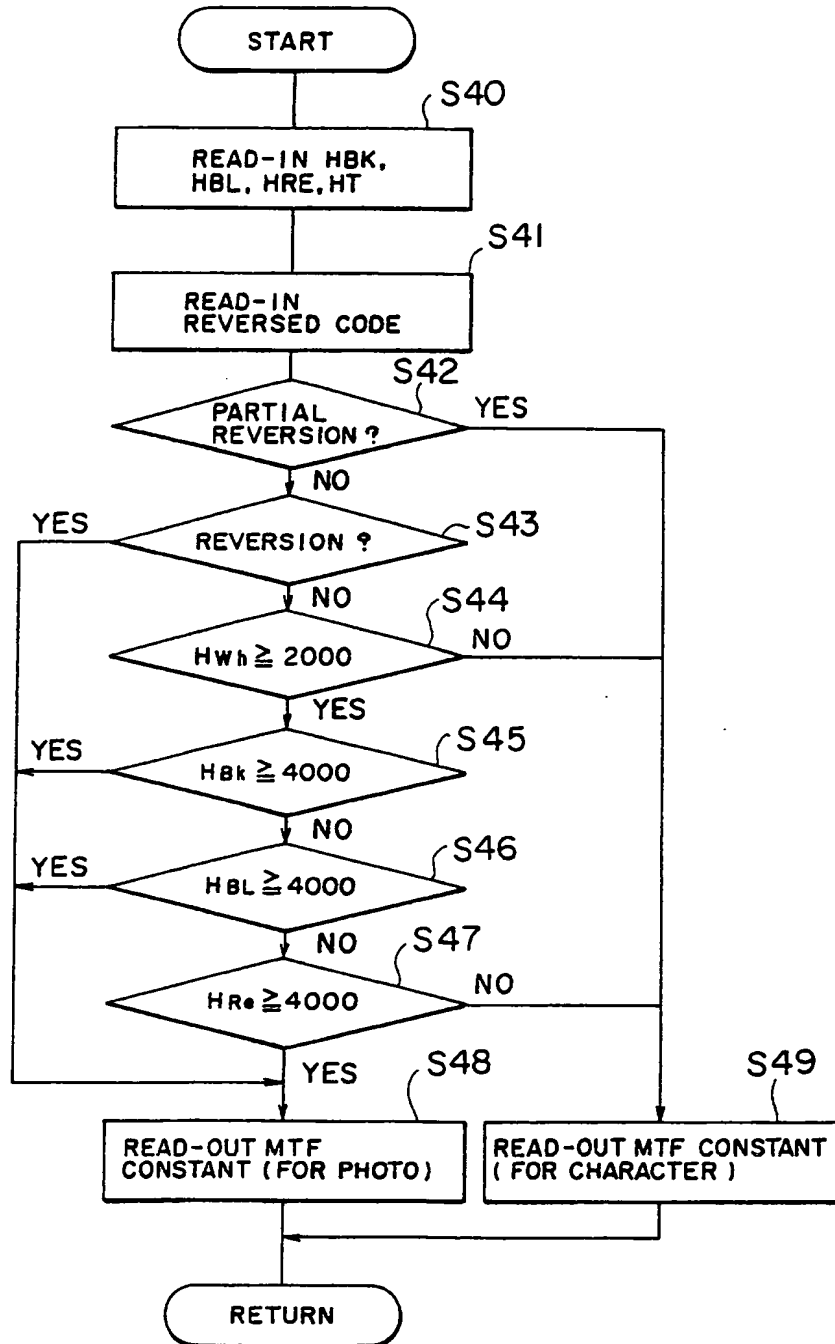 START
S40
READ-IN HBK,
HBL, HRE, HT
S41
READ-IN
REVERSED CODE
S42
PARTIAL
REVERSION ?
YES
NO
YES
REVERSION ?
S43
NO
S44
HWh ≧ 2000
NO
YES
S45
YES
HBk ≧ 4000
NO
S46
YES
HBL ≧ 4000
NO
S47
HRe ≧ 4000
NO
YES
S48
S49
READ-OUT MTF
CONSTANT (FOR PHOTO)
READ-OUT MTF CONSTANT
(FOR CHARACTER)
RETURN